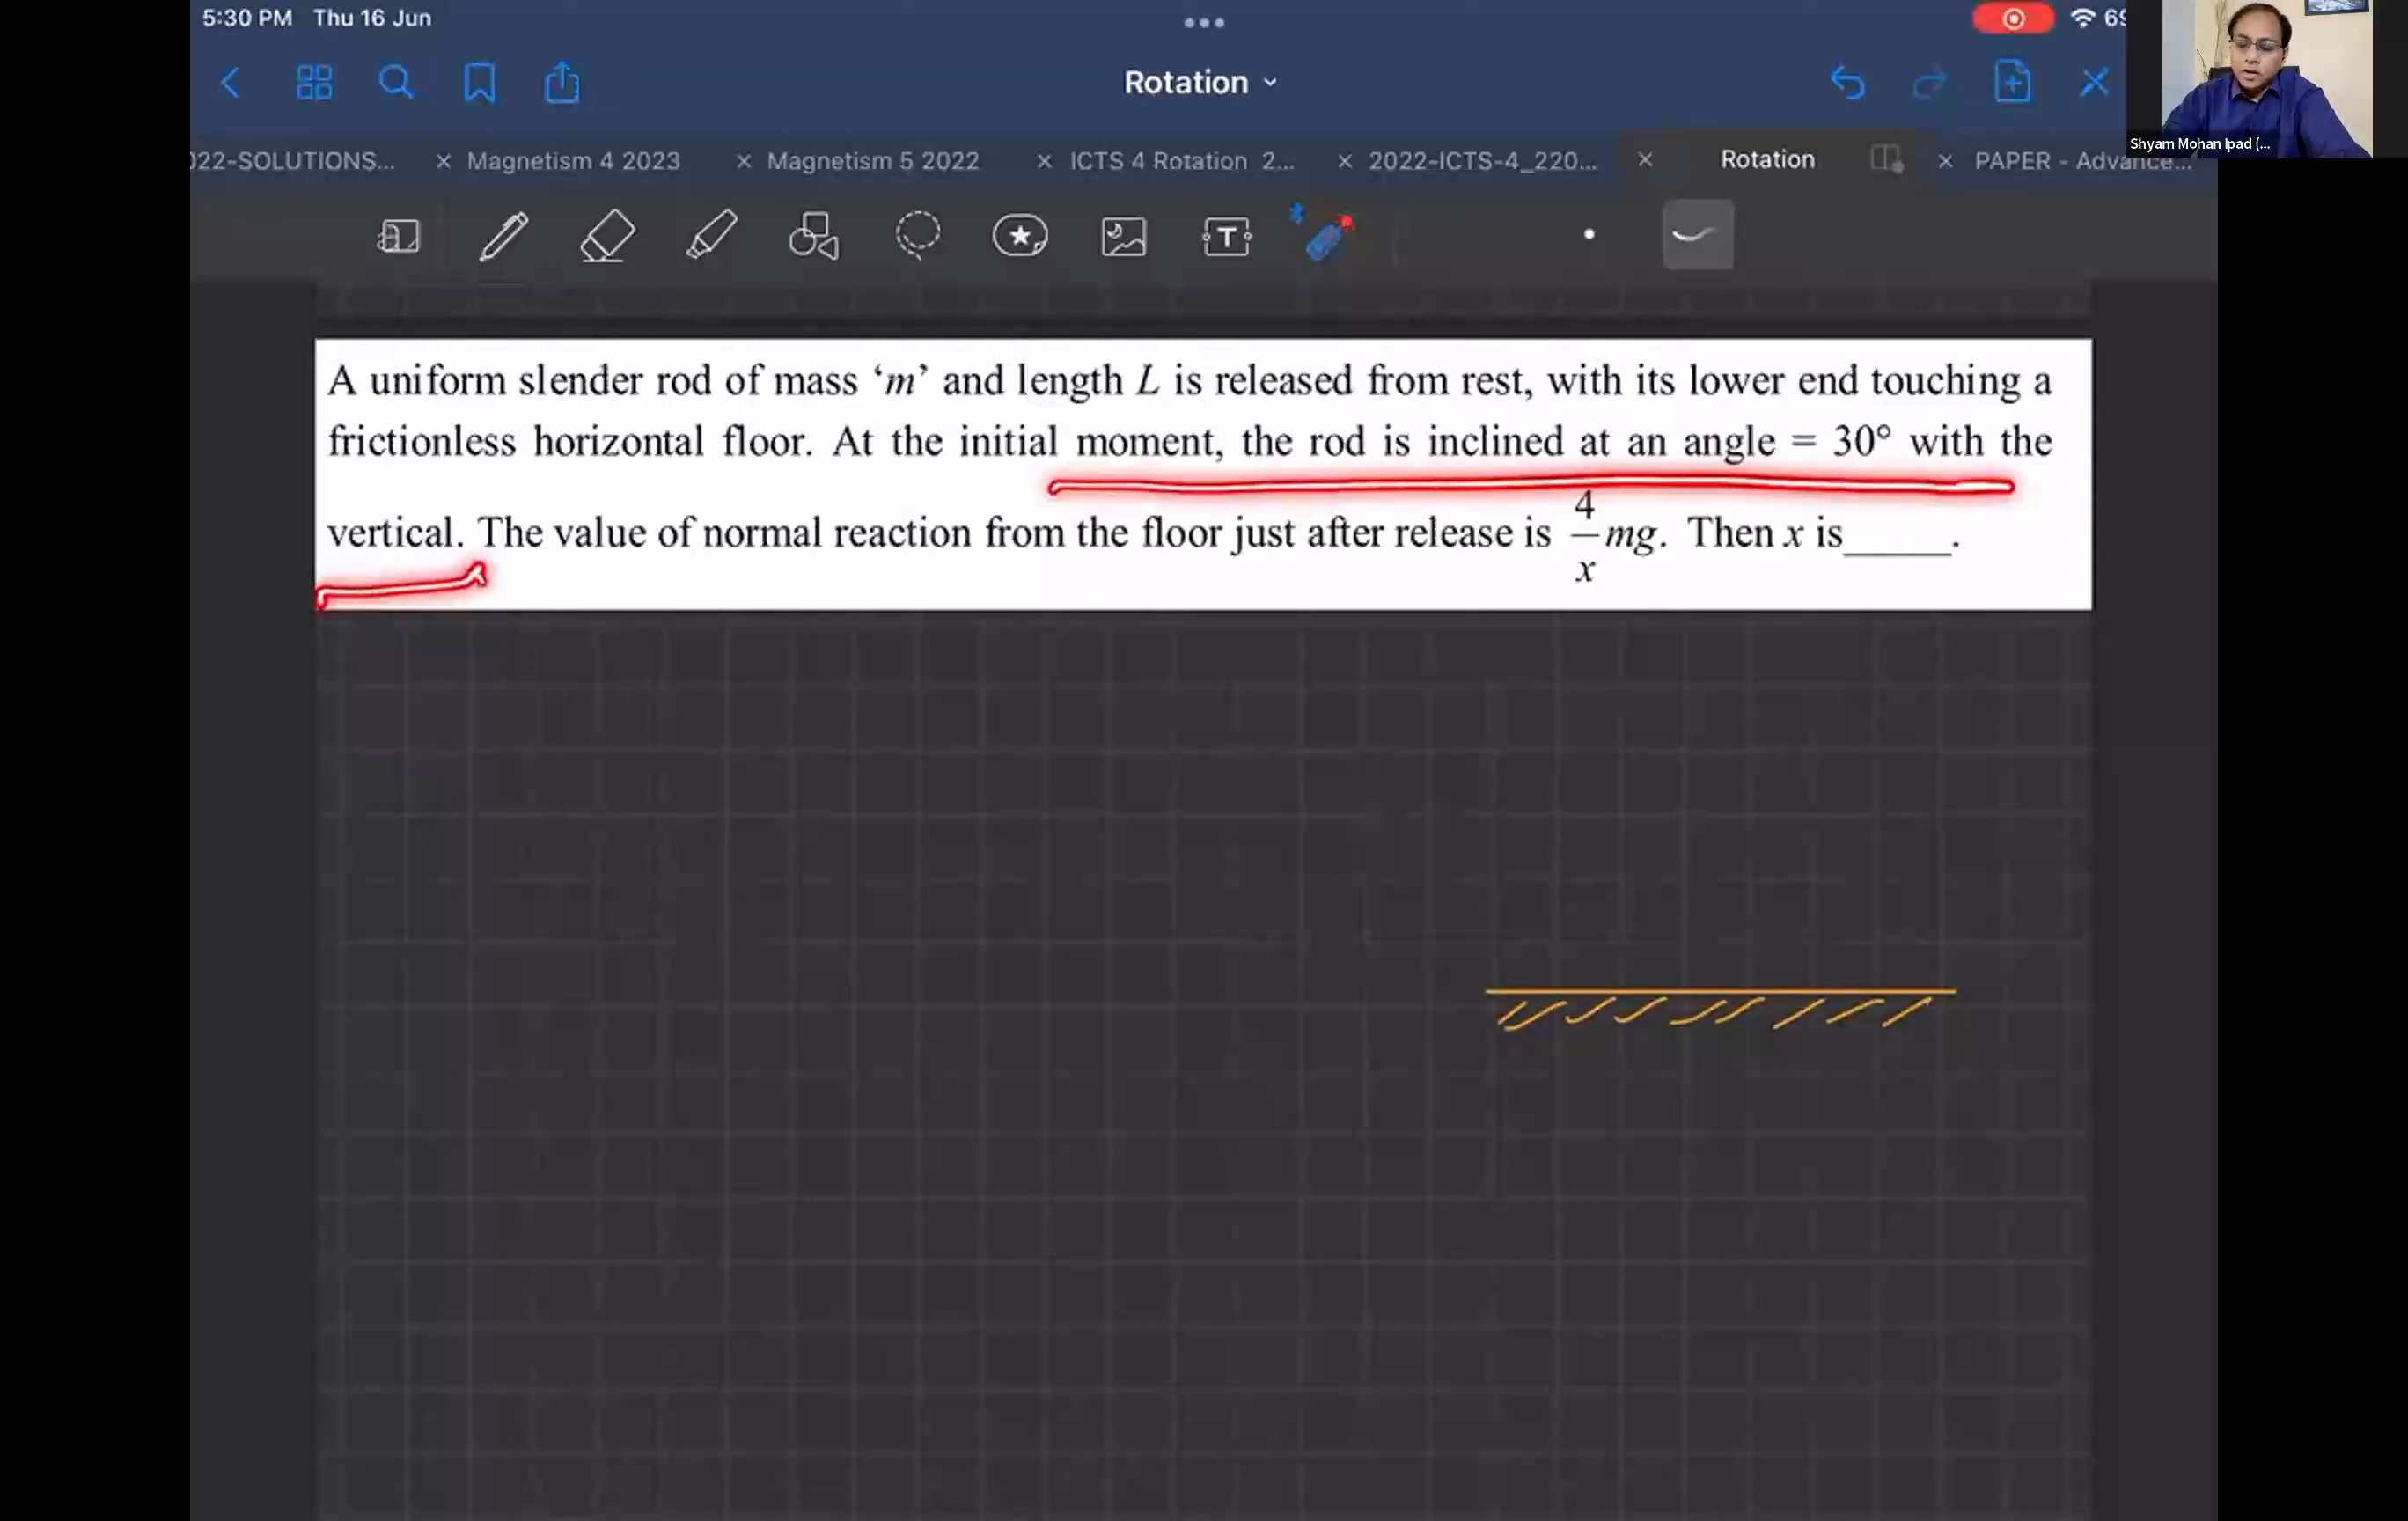 5:30 PM Thu 16 Jun
Rotation
022-SOLUTIONS... Magnetism 4 2023 Magnetism 5 2022 ICTS 4 Rotation 2... 2022-ICTS-4_220... Rotation PAPER - Advance...
Shyam Mohan Ipad (...
T
A uniform slender rod of mass ‘m’ and length L is released from rest, with its lower end touching a
frictionless horizontal floor. At the initial moment, the rod is inclined at an angle = 30° with the
vertical. The value of normal reaction from the floor just after release is 4/x mg. Then x is_____.